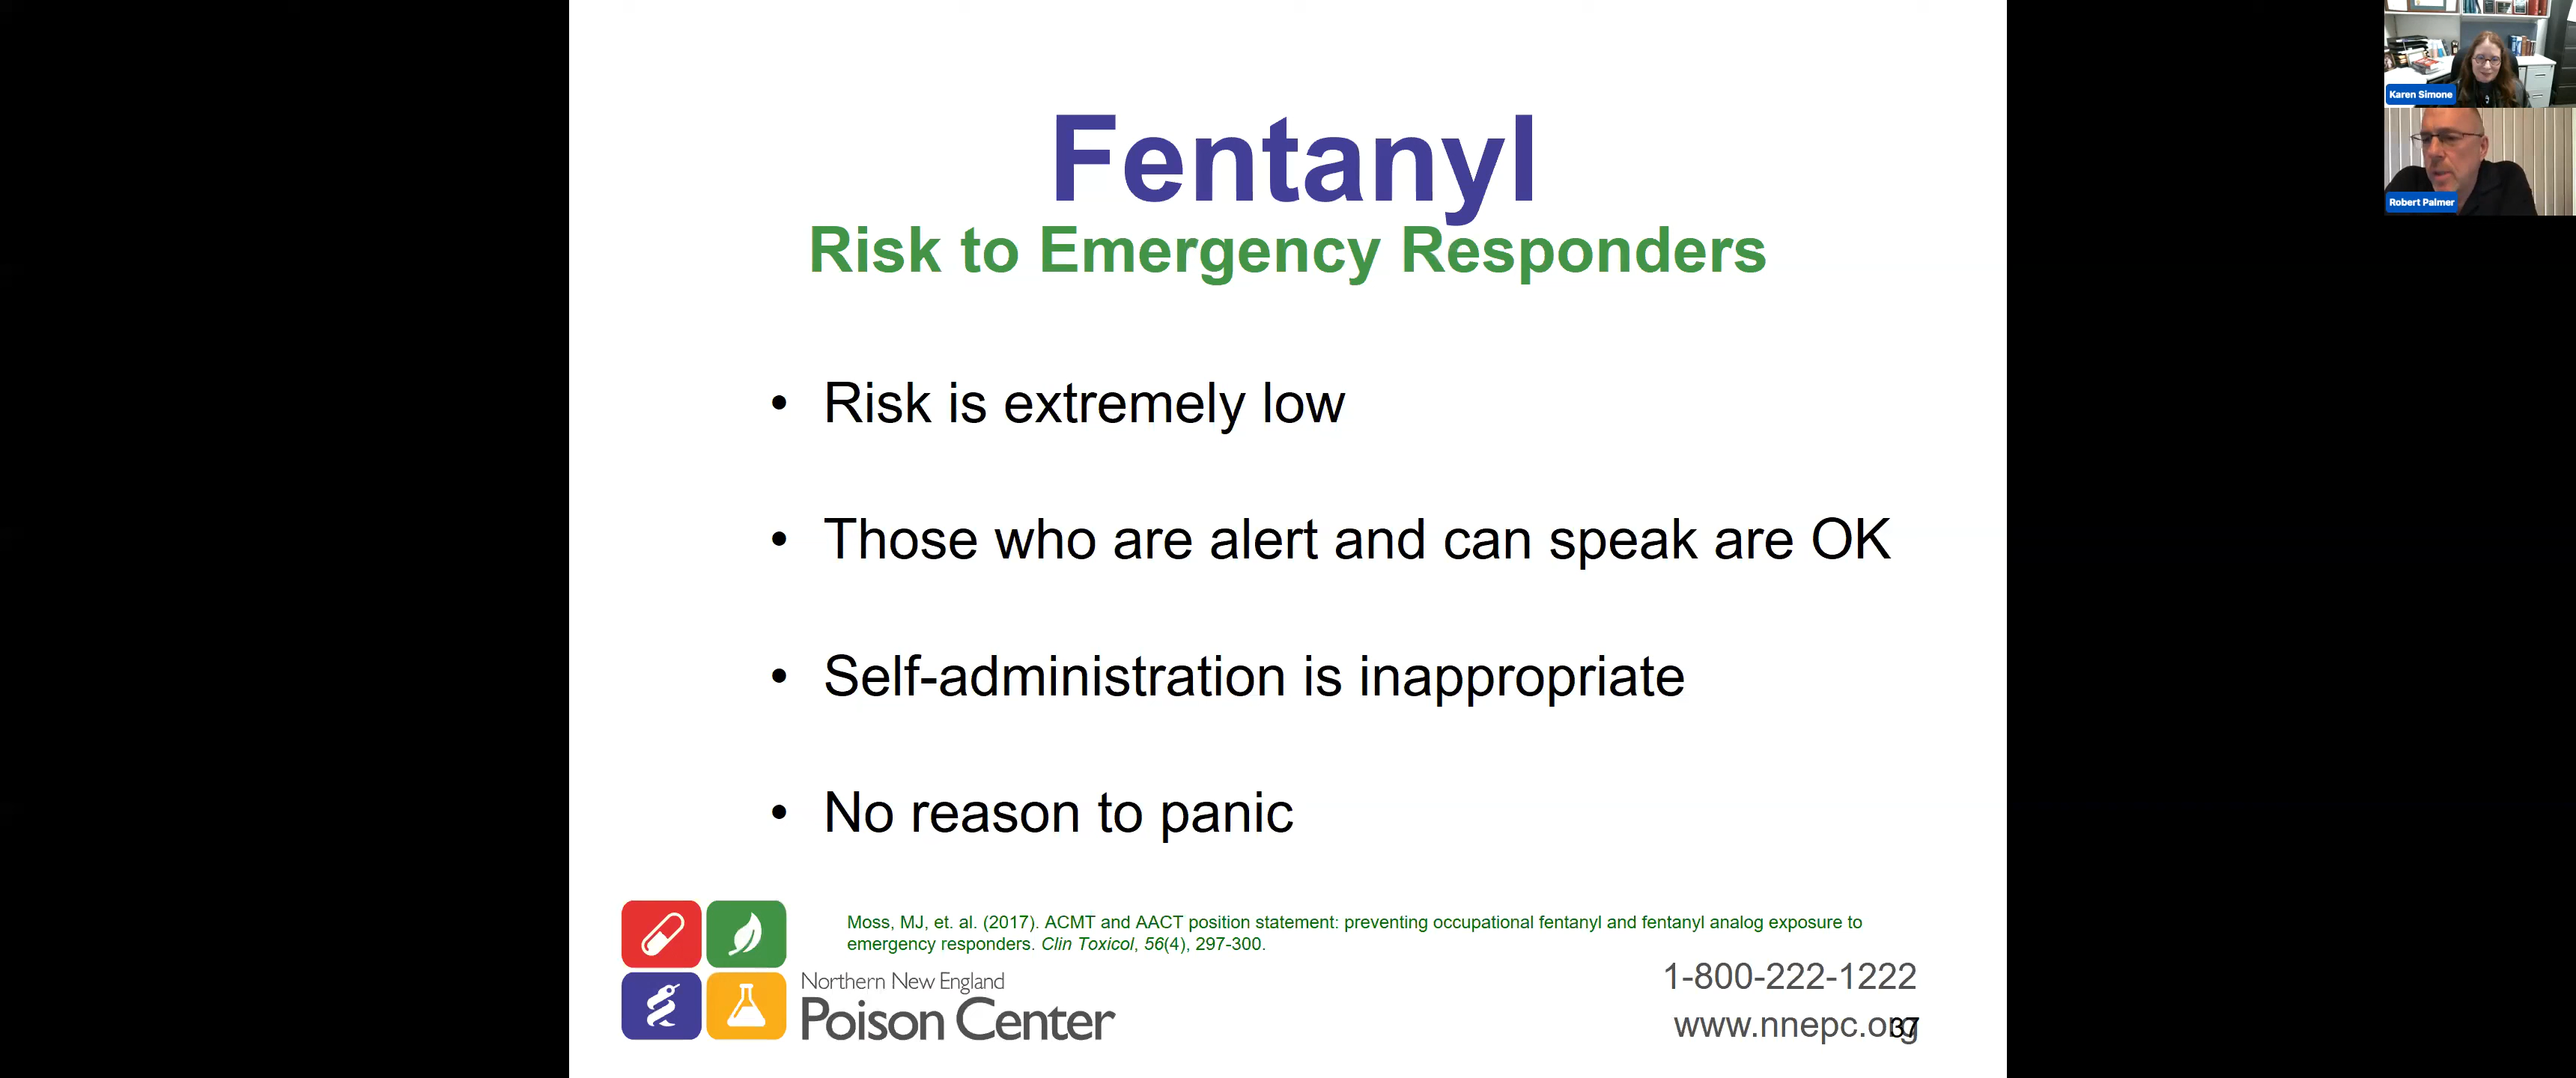 Fentanyl
Risk to Emergency Responders
• Risk is extremely low
• Those who are alert and can speak are OK
• Self-administration is inappropriate
• No reason to panic
Moss, MJ, et. al. (2017). ACMT and AACT position statement: preventing occupational fentanyl and fentanyl analog exposure to
emergency responders. Clin Toxicol, 56(4), 297-300.
Northern New England
Poison Center
1-800-222-1222
www.nnepc.org
37
Karen Simone
Robert Palmer